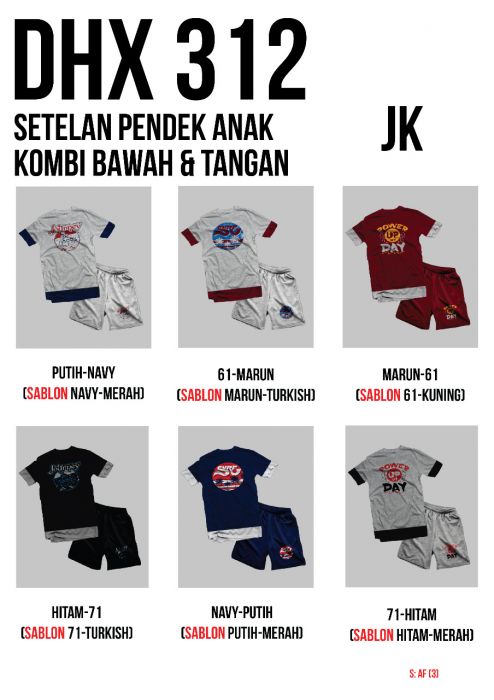 DHX 312
SETELAN PENDEK ANAK
KOMBI BAWAH & TANGAN
JK
POWER
UP
DAY
PUTIH-NAVY
(SABLON NAVY-MERAH)
61-MARUN
(SABLON MARUN-TURKISH)
MARUN-61
(SABLON 61-KUNING)
SURF
POWER
UP
DAY
HITAM-71
(SABLON 71-TURKISH)
NAVY-PUTIH
(SABLON PUTIH-MERAH)
71-HITAM
(SABLON HITAM-MERAH)
S: AF (3)